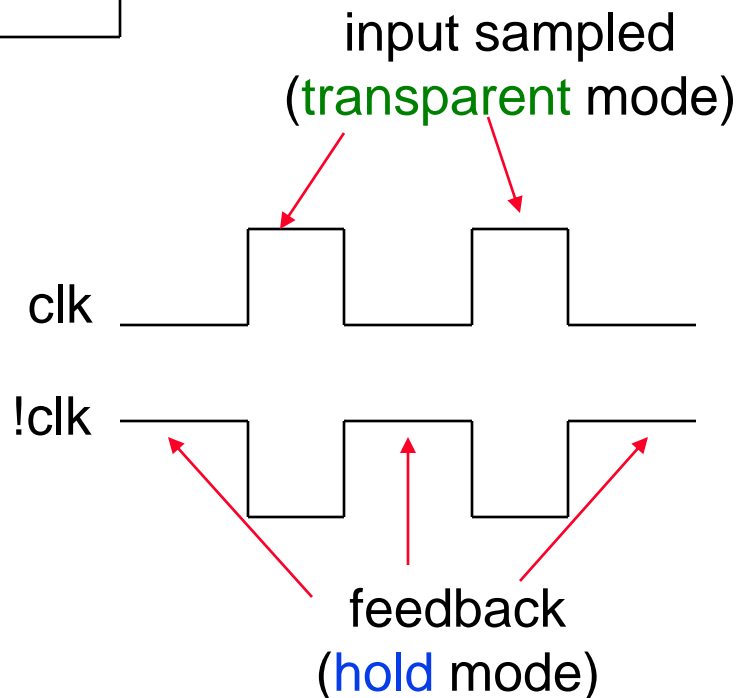 input sampled
(transparent mode)
clk
!clk
feedback
(hold mode)